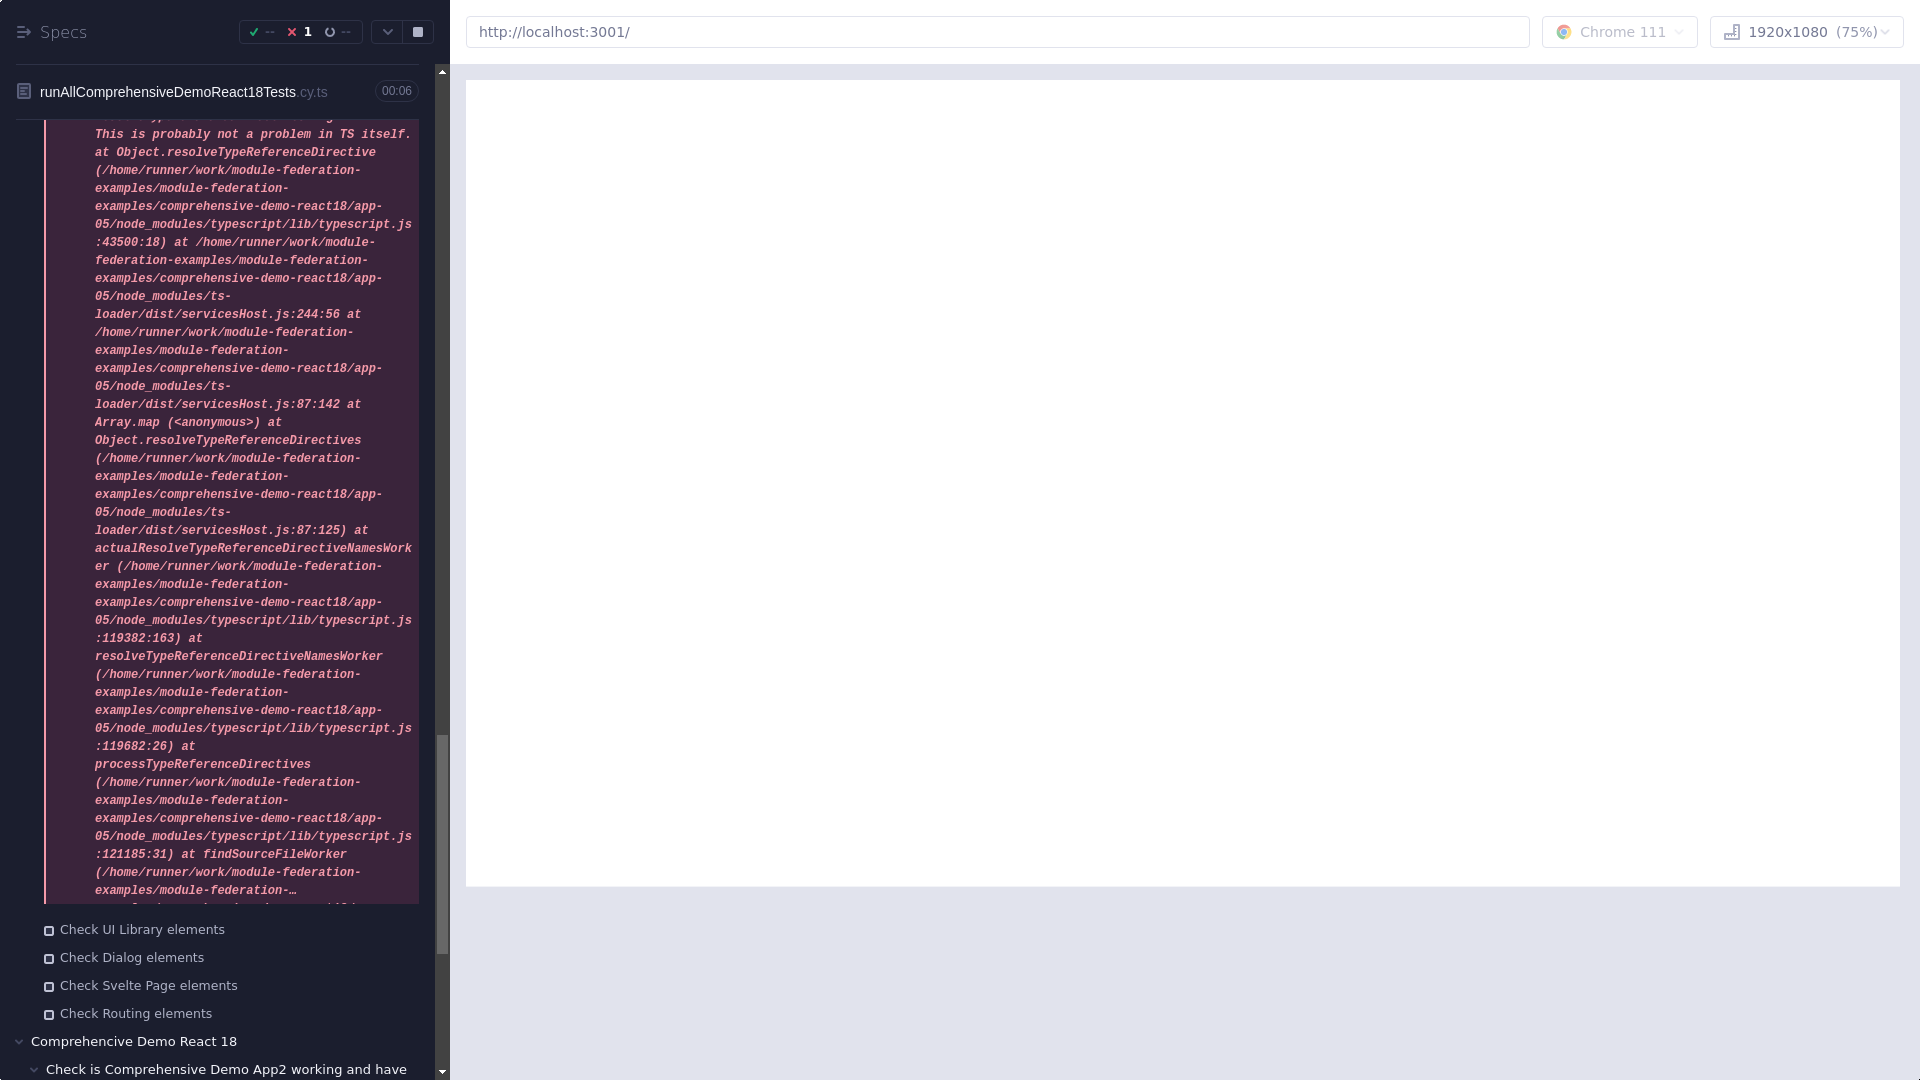 Specs
--
1
--
http://localhost:3001/
Chrome 111
1920x1080 (75%)
runAllComprehensiveDemoReact18Tests.cy.ts
00:06
This is probably not a problem in TS itself.
at Object.resolveTypeReferenceDirective
(/home/runner/work/module-federation-
examples/module-federation-
examples/comprehensive-demo-react18/app-
05/node_modules/typescript/lib/typescript.js
:43500:18) at /home/runner/work/module-
federation-examples/module-federation-
examples/comprehensive-demo-react18/app-
05/node_modules/ts-
loader/dist/servicesHost.js:244:56 at
/home/runner/work/module-federation-
examples/module-federation-
examples/comprehensive-demo-react18/app-
05/node_modules/ts-
loader/dist/servicesHost.js:87:142 at
Array.map (<anonymous>) at
Object.resolveTypeReferenceDirectives
(/home/runner/work/module-federation-
examples/module-federation-
examples/comprehensive-demo-react18/app-
05/node_modules/ts-
loader/dist/servicesHost.js:87:125) at
actualResolveTypeReferenceDirectiveNamesWork
er (/home/runner/work/module-federation-
examples/module-federation-
examples/comprehensive-demo-react18/app-
05/node_modules/typescript/lib/typescript.js
:119382:163) at
resolveTypeReferenceDirectiveNamesWorker
(/home/runner/work/module-federation-
examples/module-federation-
examples/comprehensive-demo-react18/app-
05/node_modules/typescript/lib/typescript.js
:119682:26) at
processTypeReferenceDirectives
(/home/runner/work/module-federation-
examples/module-federation-
examples/comprehensive-demo-react18/app-
05/node_modules/typescript/lib/typescript.js
:121185:31) at findSourceFileWorker
(/home/runner/work/module-federation-
examples/module-federation-…
Check UI Library elements
Check Dialog elements
Check Svelte Page elements
Check Routing elements
Comprehencive Demo React 18
Check is Comprehensive Demo App2 working and have